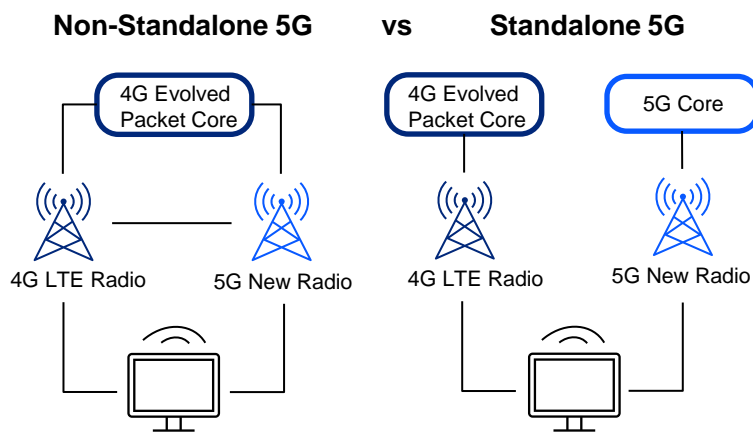 Non-Standalone 5G vs Standalone 5G
4G Evolved
Packet Core
4G LTE Radio
5G New Radio
4G Evolved
Packet Core
5G Core
4G LTE Radio
5G New Radio